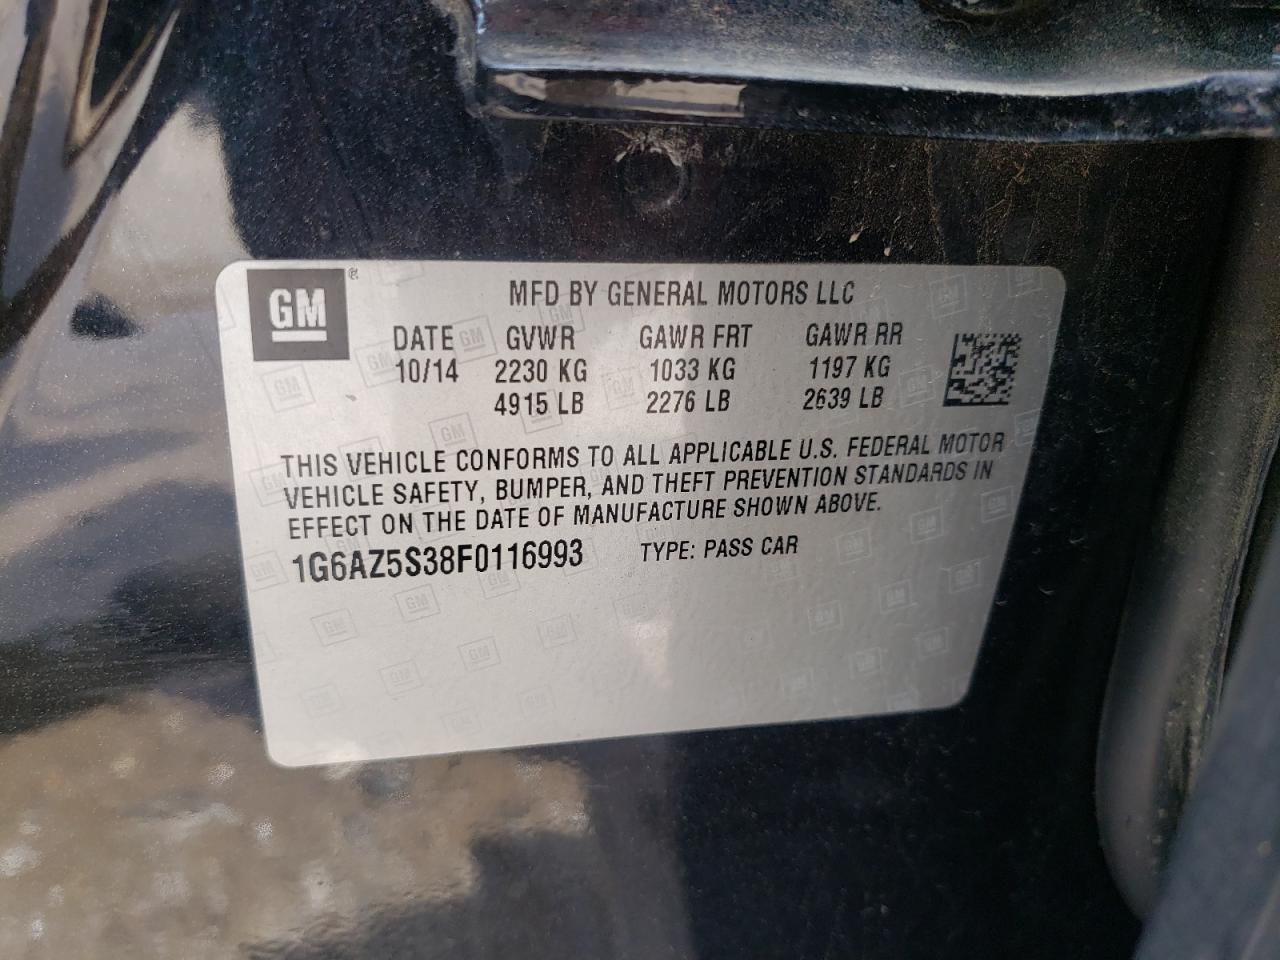 GM
MFD BY GENERAL MOTORS LLC
DATE GVWR GAWR FRT GAWR RR
10/14 2230 KG 1033 KG 1197 KG
4915 LB 2276 LB 2639 LB
THIS VEHICLE CONFORMS TO ALL APPLICABLE U.S. FEDERAL MOTOR
VEHICLE SAFETY, BUMPER, AND THEFT PREVENTION STANDARDS IN
EFFECT ON THE DATE OF MANUFACTURE SHOWN ABOVE.
1G6AZ5S38F0116993 TYPE: PASS CAR